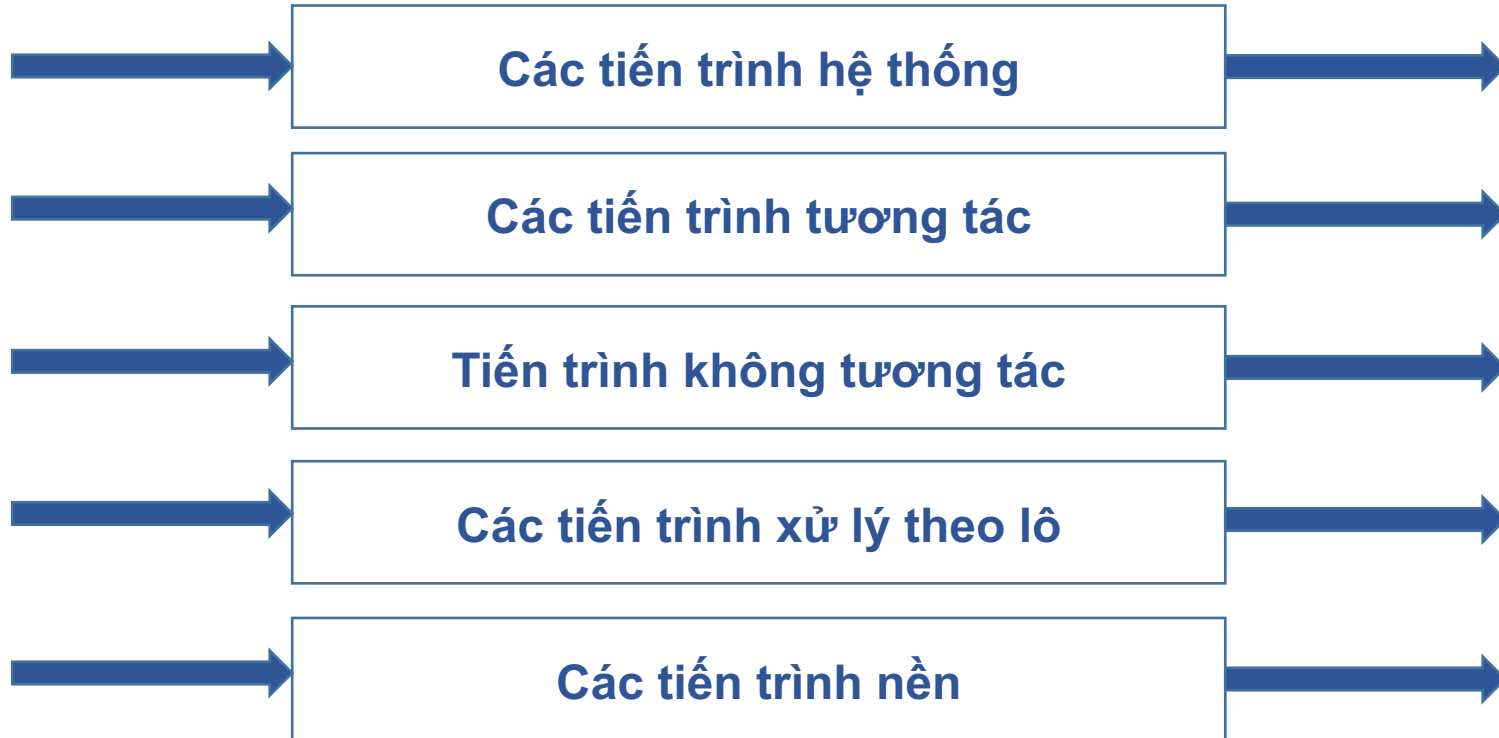 Các tiến trình hệ thống
Các tiến trình tương tác
Tiến trình không tương tác
Các tiến trình xử lý theo lô
Các tiến trình nền